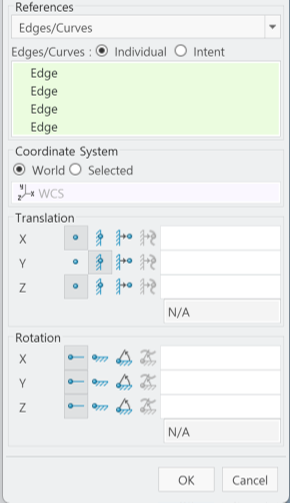 References
Edges/Curves
Edges/Curves : Individual Intent
Edge
Edge
Edge
Edge
Coordinate System
World Selected
y x z WCS
Translation
X
Y
Z
N/A
Rotation
X
Y
Z
N/A
OK Cancel